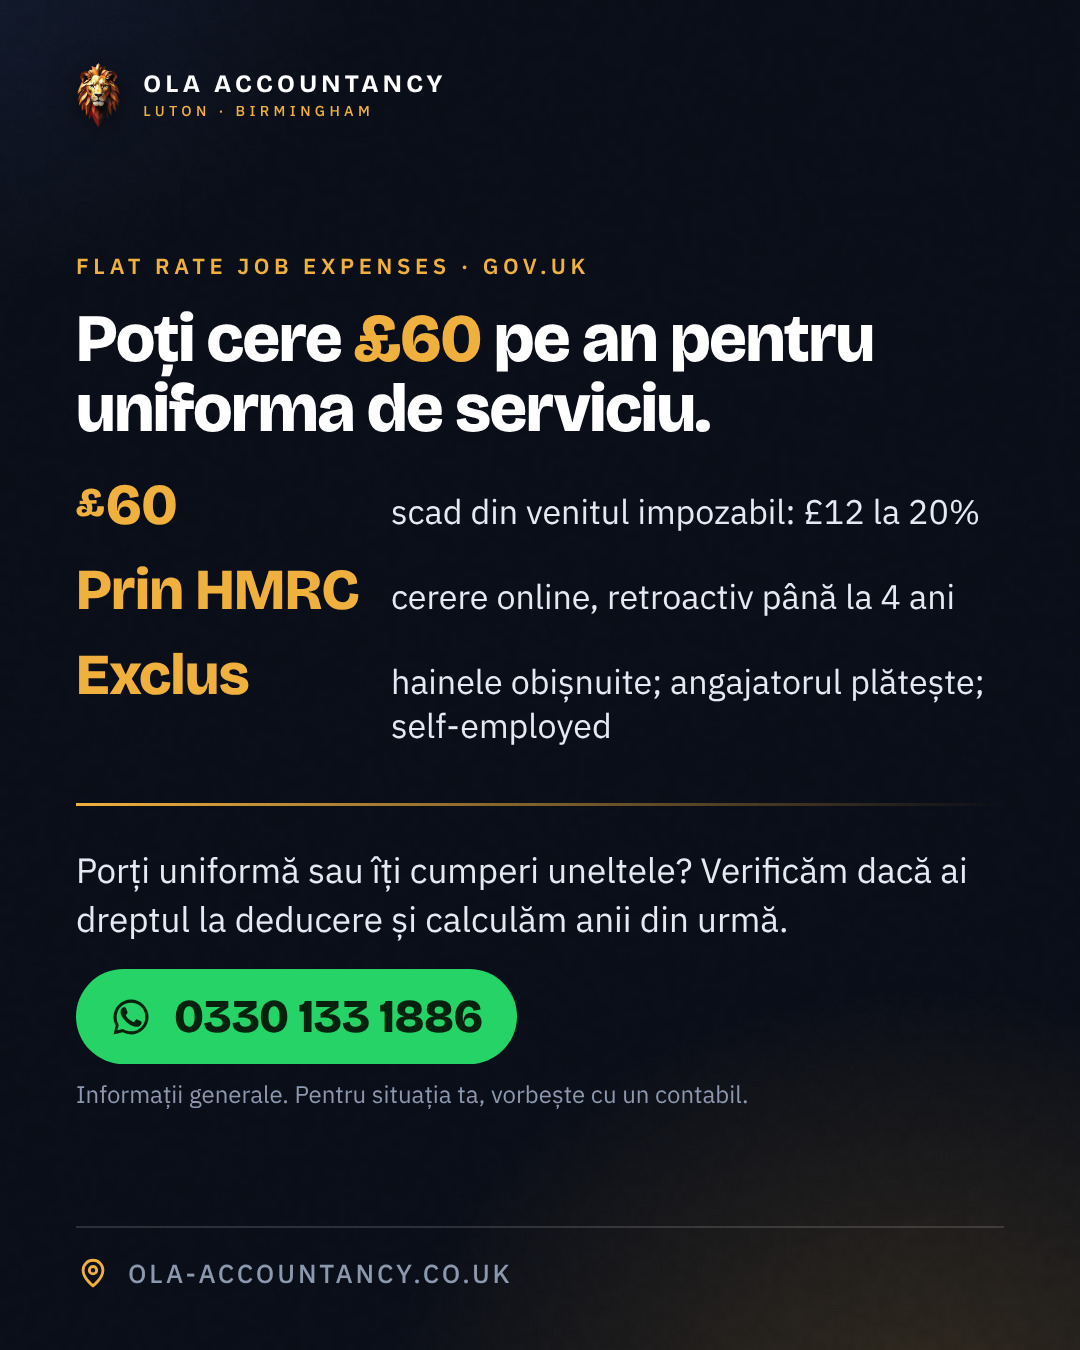 OLA ACCOUNTANCY
LUTON · BIRMINGHAM
FLAT RATE JOB EXPENSES · GOV.UK
Poți cere £60 pe an pentru
uniforma de serviciu.
£60 scad din venitul impozabil: £12 la 20%
Prin HMRC cerere online, retroactiv până la 4 ani
Exclus hainele obișnuite; angajatorul plătește;
self-employed
Porți uniformă sau îți cumperi uneltele? Verificăm dacă ai
dreptul la deducere și calculăm anii din urmă.
0330 133 1886
Informații generale. Pentru situația ta, vorbește cu un contabil.
OLA-ACCOUNTANCY.CO.UK